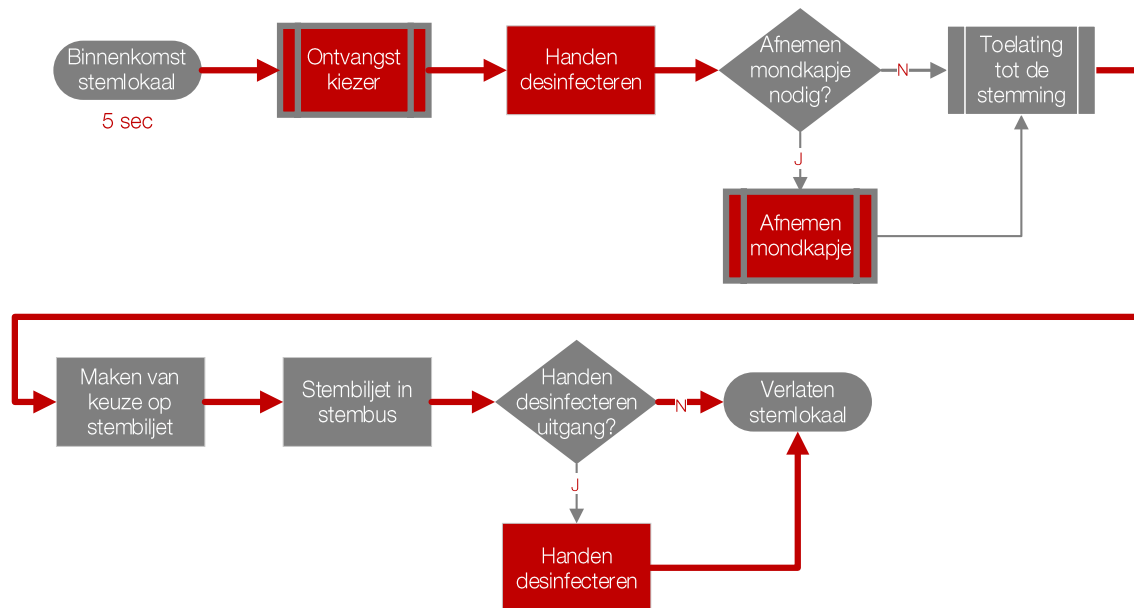 Binnenkomst
stemlokaal
5 sec
Ontvangst
kiezer
Handen
desinfecteren
Afnemen
mondkapje
nodig?
N
Toelating
tot de
stemming
J
Afnemen
mondkapje
Maken van
keuze op
stembiljet
Stembiljet in
stembus
Handen
desinfecteren
uitgang?
N
Verlaten
stemlokaal
J
Handen
desinfecteren